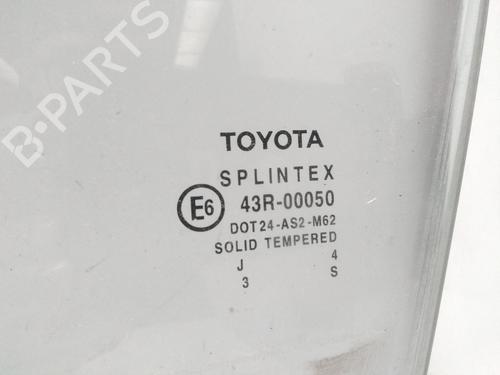 B-PARTS
TOYOTA
SPLINTEX
E6 43R-00050
DOT24-AS2-M62
SOLID TEMPERED
J 4
3 S